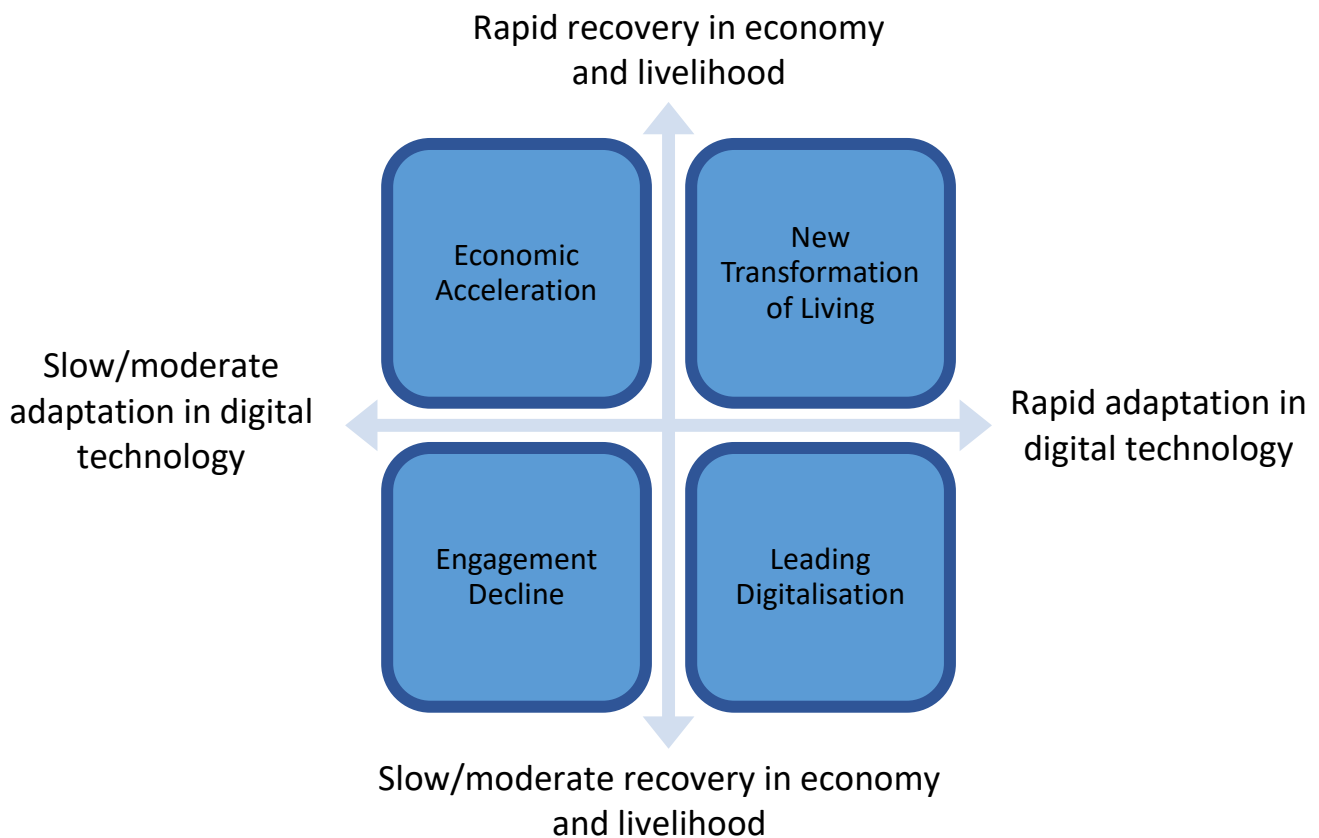 Rapid recovery in economy
and livelihood
Economic
Acceleration
New
Transformation
of Living
Slow/moderate
adaptation in digital
technology
Rapid adaptation in
digital technology
Engagement
Decline
Leading
Digitalisation
Slow/moderate recovery in economy
and livelihood